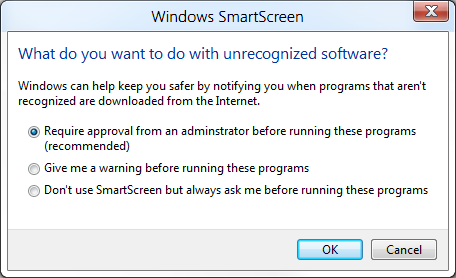 Windows SmartScreen
What do you want to do with unrecognized software?
Windows can help keep you safer by notifying you when programs that aren't
recognized are downloaded from the Internet.
Require approval from an adminstrator before running these programs
(recommended)
Give me a warning before running these programs
Don't use SmartScreen but always ask me before running these programs
OK
Cancel